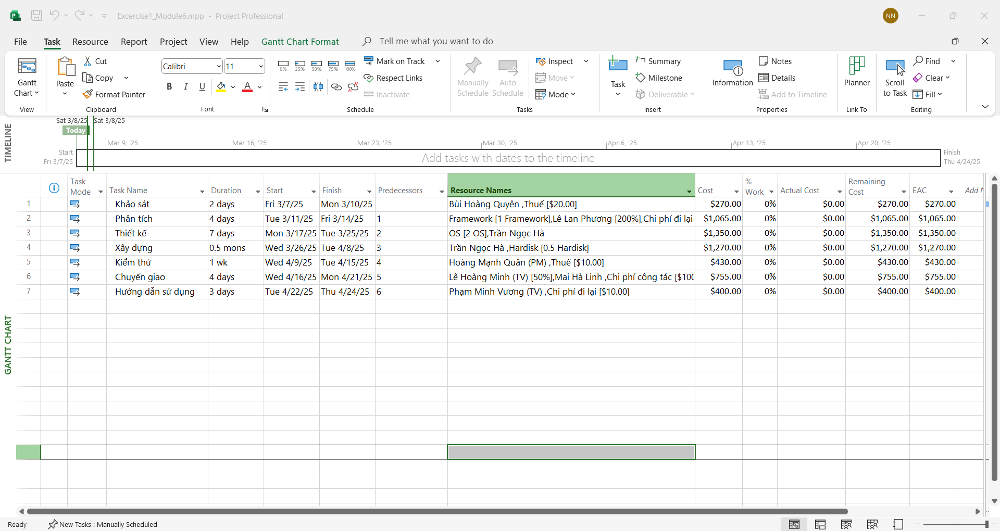 Excercise1_Module6.mpp - Project Professional
NN
File Task Resource Report Project View Help Gantt Chart Format Tell me what you want to do
Gantt Chart
View
Paste
Cut
Copy
Format Painter
Clipboard
Calibri 11
B I U A
Font
0% 25% 50% 75% 100%
Mark on Track
Respect Links
Inactivate
Schedule
Manually Schedule
Auto Schedule
Inspect
Move
Mode
Tasks
Task
Summary
Milestone
Deliverable
Insert
Information
Notes
Details
Add to Timeline
Properties
Planner
Link To
Scroll to Task
Find
Clear
Fill
Editing
TIMELINE
Sat 3/8/25 Sat 3/8/25
Today
Mar 9, '25 Mar 16, '25 Mar 23, '25 Mar 30, '25 Apr 6, '25 Apr 13, '25 Apr 20, '25
Start
Fri 3/7/25
Add tasks with dates to the timeline
Finish
Thu 4/24/25
GANTT CHART
Task Mode Task Name Duration Start Finish Predecessors Resource Names Cost % Work Actual Cost Remaining Cost EAC Add N
1 Khảo sát 2 days Fri 3/7/25 Mon 3/10/25 Bùi Hoàng Quyên ,Thuế [$20.00] $270.00 0% $0.00 $270.00 $270.00
2 Phân tích 4 days Tue 3/11/25 Fri 3/14/25 1 Framework [1 Framework],Lê Lan Phương [200%],Chi phí đi lại $1,065.00 0% $0.00 $1,065.00 $1,065.00
3 Thiết kế 7 days Mon 3/17/25 Tue 3/25/25 2 OS [2 OS],Trần Ngọc Hà $1,350.00 0% $0.00 $1,350.00 $1,350.00
4 Xây dựng 0.5 mons Wed 3/26/25 Tue 4/8/25 3 Trần Ngọc Hà ,Hardisk [0.5 Hardisk] $1,270.00 0% $0.00 $1,270.00 $1,270.00
5 Kiểm thử 1 wk Wed 4/9/25 Tue 4/15/25 4 Hoàng Mạnh Quân (PM) ,Thuế [$10.00] $430.00 0% $0.00 $430.00 $430.00
6 Chuyển giao 4 days Wed 4/16/25 Mon 4/21/25 5 Lê Hoàng Minh (TV) [50%],Mai Hà Linh ,Chi phí công tác [$100 $755.00 0% $0.00 $755.00 $755.00
7 Hướng dẫn sử dụng 3 days Tue 4/22/25 Thu 4/24/25 6 Phạm Minh Vương (TV) ,Chi phí đi lại [$10.00] $400.00 0% $0.00 $400.00 $400.00
Ready New Tasks : Manually Scheduled